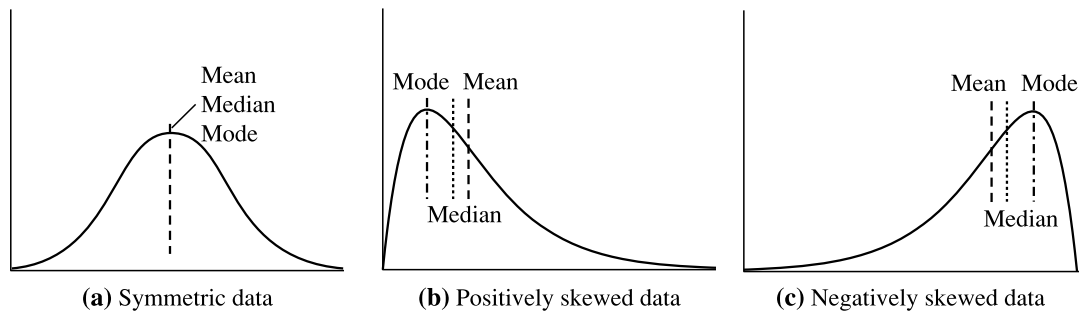 Mean
Median
Mode
(a) Symmetric data
Mode Mean
Median
(b) Positively skewed data
Mean Mode
Median
(c) Negatively skewed data